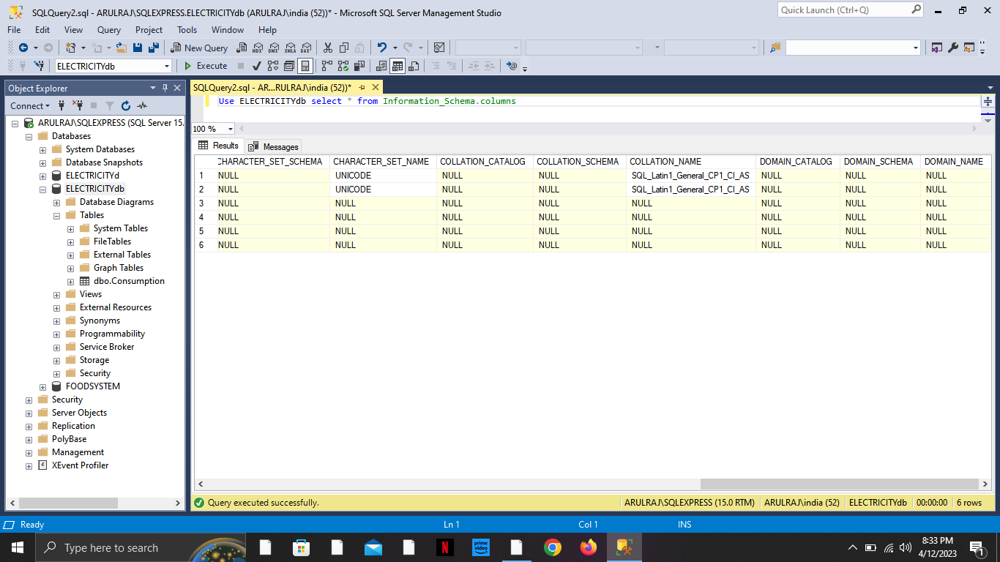 SQLQuery2.sql - ARULRAJ\SQLEXPRESS.ELECTRICITYdb (ARULRAJ\india (52))* - Microsoft SQL Server Management Studio
Quick Launch (Ctrl+Q)
File Edit View Query Project Tools Window Help
New Query
MDX DMX XMLA DAX
ELECTRICITYdb
Execute
Object Explorer
SQLQuery2.sql - AR...RULRAJ\india (52))*
Connect
Use ELECTRICITYdb select * from Information_Schema.columns
100 %
Results Messages
ARULRAJ\SQLEXPRESS (SQL Server 15.
Databases
System Databases
Database Snapshots
ELECTRICITYd
ELECTRICITYdb
Database Diagrams
Tables
System Tables
FileTables
External Tables
Graph Tables
dbo.Consumption
Views
External Resources
Synonyms
Programmability
Service Broker
Storage
Security
FOODSYSTEM
Security
Server Objects
Replication
PolyBase
Management
XEvent Profiler
CHARACTER_SET_SCHEMA CHARACTER_SET_NAME COLLATION_CATALOG COLLATION_SCHEMA COLLATION_NAME DOMAIN_CATALOG DOMAIN_SCHEMA DOMAIN_NAME
1 NULL UNICODE NULL NULL SQL_Latin1_General_CP1_CI_AS NULL NULL NULL
2 NULL UNICODE NULL NULL SQL_Latin1_General_CP1_CI_AS NULL NULL NULL
3 NULL NULL NULL NULL NULL NULL NULL NULL
4 NULL NULL NULL NULL NULL NULL NULL NULL
5 NULL NULL NULL NULL NULL NULL NULL NULL
6 NULL NULL NULL NULL NULL NULL NULL NULL
Query executed successfully.
ARULRAJ\SQLEXPRESS (15.0 RTM) ARULRAJ\india (52) ELECTRICITYdb 00:00:00 6 rows
Ready Ln 1 Col 1 INS
Type here to search
N
prime
video
8:33 PM
4/12/2023
1